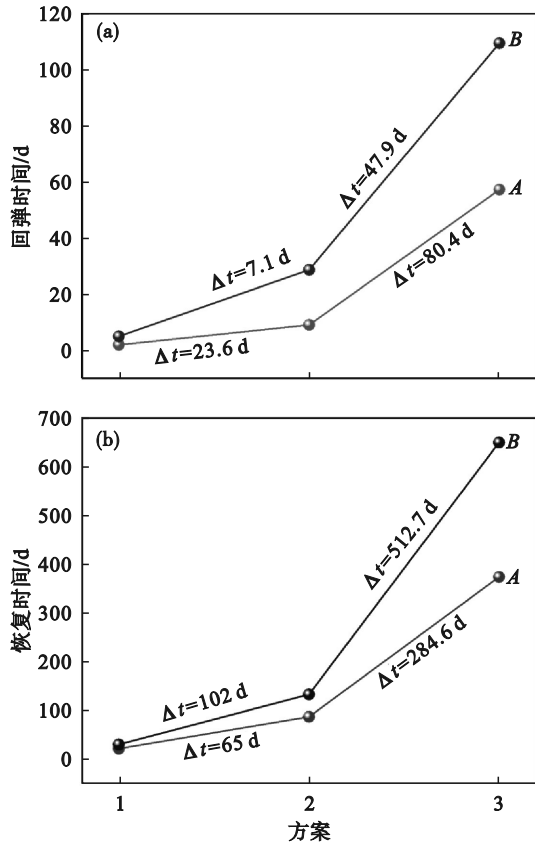 (a)
120
100
80
60
40
20
0
回弹时间/d
B
A
Δt=47.9 d
Δt=7.1 d
Δt=80.4 d
Δt=23.6 d
(b)
700
600
500
400
300
200
100
0
恢复时间/d
B
A
Δt=512.7 d
Δt=284.6 d
Δt=102 d
Δt=65 d
1 2 3
方案